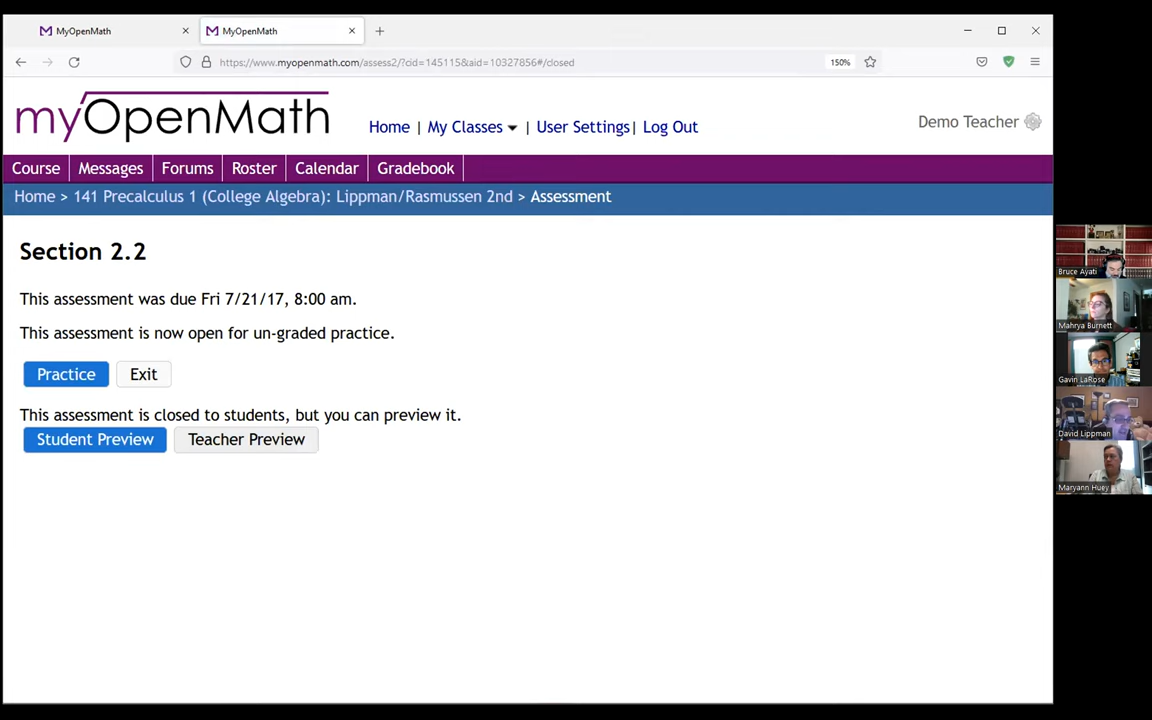 MyOpenMath
MyOpenMath
https://www.myopenmath.com/assess2/?cid=145115&aid=10327856#/closed
150%
myOpenMath
Home | My Classes | User Settings | Log Out
Demo Teacher
Course Messages Forums Roster Calendar Gradebook
Home > 141 Precalculus 1 (College Algebra): Lippman/Rasmussen 2nd > Assessment
Section 2.2
This assessment was due Fri 7/21/17, 8:00 am.
This assessment is now open for un-graded practice.
Practice Exit
This assessment is closed to students, but you can preview it.
Student Preview Teacher Preview
Bruce Ayati
Mahrya Burnett
Gavin LaRose
David Lippman
Maryann Huey